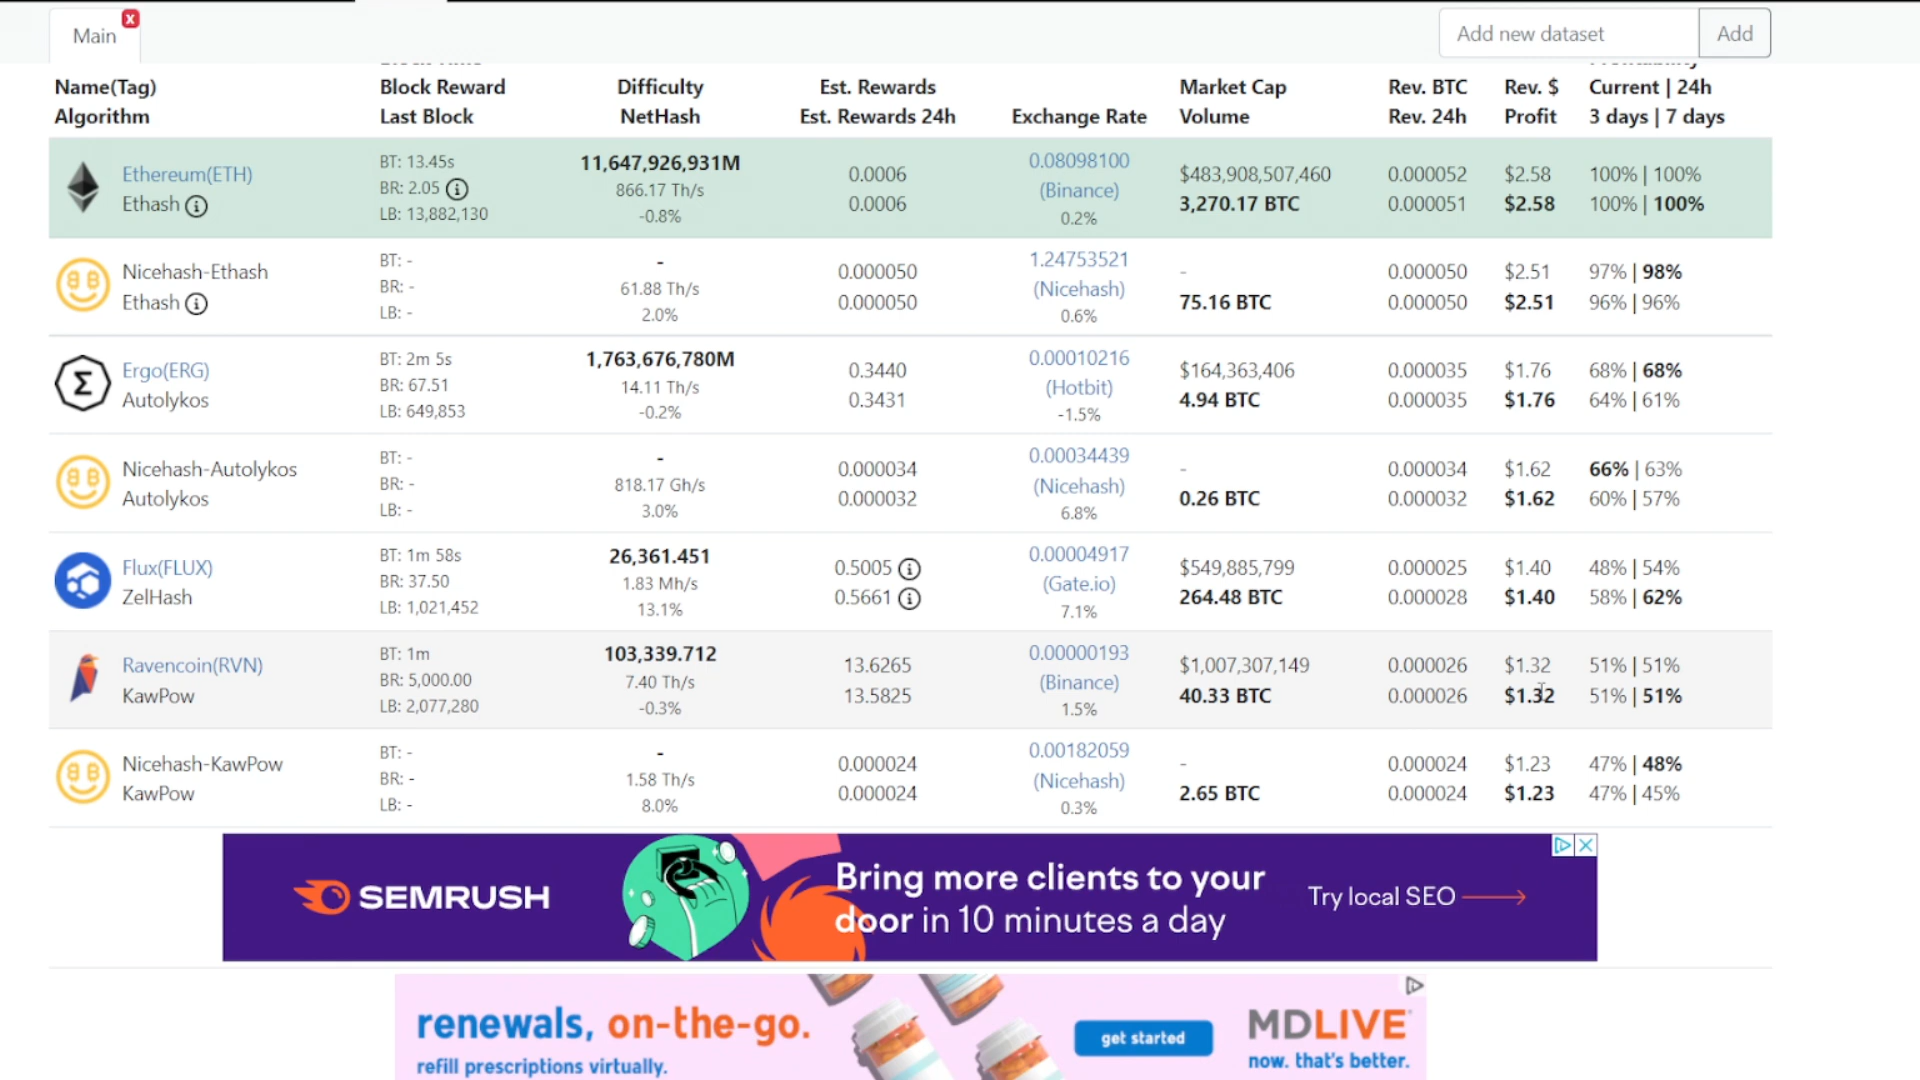 Main
x
Add new dataset
Add
Name(Tag)
Algorithm
Block Reward
Last Block
Difficulty
NetHash
Est. Rewards
Est. Rewards 24h
Exchange Rate
Market Cap
Volume
Rev. BTC
Rev. 24h
Rev. $
Profit
Current | 24h
3 days | 7 days
Ethereum(ETH)
Ethash
BT: 13.45s
BR: 2.05
LB: 13,882,130
11,647,926,931M
866.17 Th/s
-0.8%
0.0006
0.0006
0.08098100
(Binance)
0.2%
$483,908,507,460
3,270.17 BTC
0.000052
0.000051
$2.58
$2.58
100% | 100%
100% | 100%
Nicehash-Ethash
Ethash
BT: -
BR: -
LB: -
-
61.88 Th/s
2.0%
0.000050
0.000050
1.24753521
(Nicehash)
0.6%
-
75.16 BTC
0.000050
0.000050
$2.51
$2.51
97% | 98%
96% | 96%
Ergo(ERG)
Autolykos
BT: 2m 5s
BR: 67.51
LB: 649,853
1,763,676,780M
14.11 Th/s
-0.2%
0.3440
0.3431
0.00010216
(Hotbit)
-1.5%
$164,363,406
4.94 BTC
0.000035
0.000035
$1.76
$1.76
68% | 68%
64% | 61%
Nicehash-Autolykos
Autolykos
BT: -
BR: -
LB: -
-
818.17 Gh/s
3.0%
0.000034
0.000032
0.00034439
(Nicehash)
6.8%
-
0.26 BTC
0.000034
0.000032
$1.62
$1.62
66% | 63%
60% | 57%
Flux(FLUX)
ZelHash
BT: 1m 58s
BR: 37.50
LB: 1,021,452
26,361.451
1.83 Mh/s
13.1%
0.5005
0.5661
0.00004917
(Gate.io)
7.1%
$549,885,799
264.48 BTC
0.000025
0.000028
$1.40
$1.40
48% | 54%
58% | 62%
Ravencoin(RVN)
KawPow
BT: 1m
BR: 5,000.00
LB: 2,077,280
103,339.712
7.40 Th/s
-0.3%
13.6265
13.5825
0.00000193
(Binance)
1.5%
$1,007,307,149
40.33 BTC
0.000026
0.000026
$1.32
$1.32
51% | 51%
51% | 51%
Nicehash-KawPow
KawPow
BT: -
BR: -
LB: -
-
1.58 Th/s
8.0%
0.000024
0.000024
0.00182059
(Nicehash)
0.3%
-
2.65 BTC
0.000024
0.000024
$1.23
$1.23
47% | 48%
47% | 45%
SEMRUSH
Bring more clients to your
door in 10 minutes a day
Try local SEO
renewals, on-the-go.
refill prescriptions virtually.
get started
MDLIVE
now. that's better.